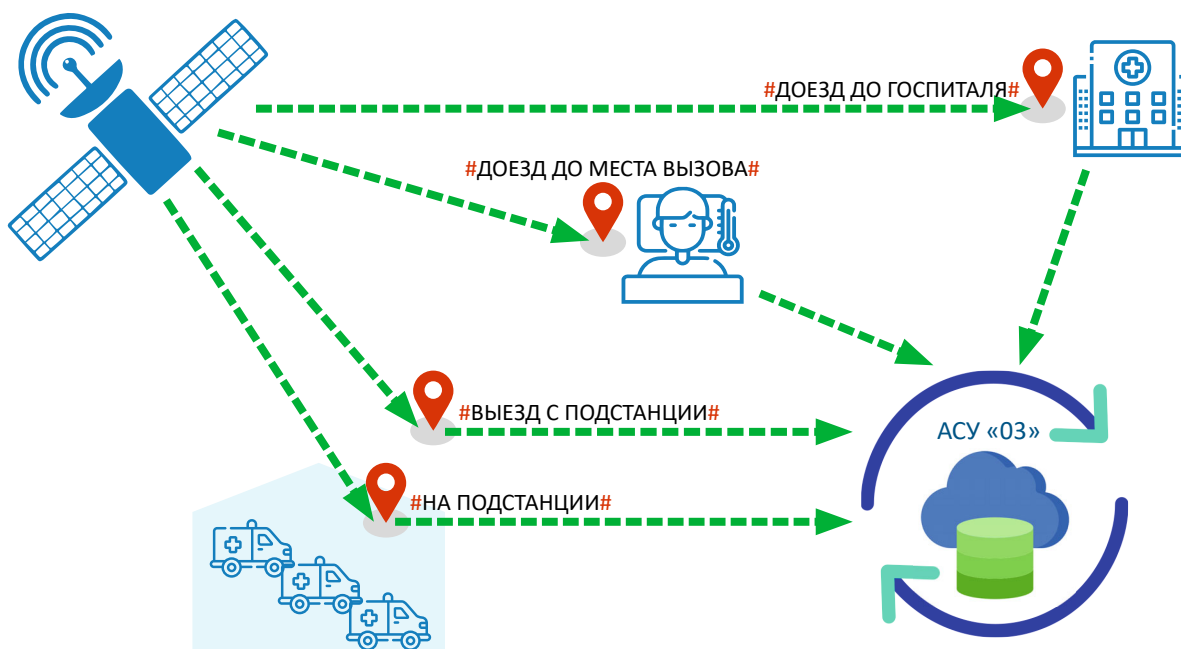 #ДОЕЗД ДО ГОСПИТАЛЯ#
#ДОЕЗД ДО МЕСТА ВЫЗОВА#
#ВЫЕЗД С ПОДСТАНЦИИ#
АСУ «03»
#НА ПОДСТАНЦИИ#